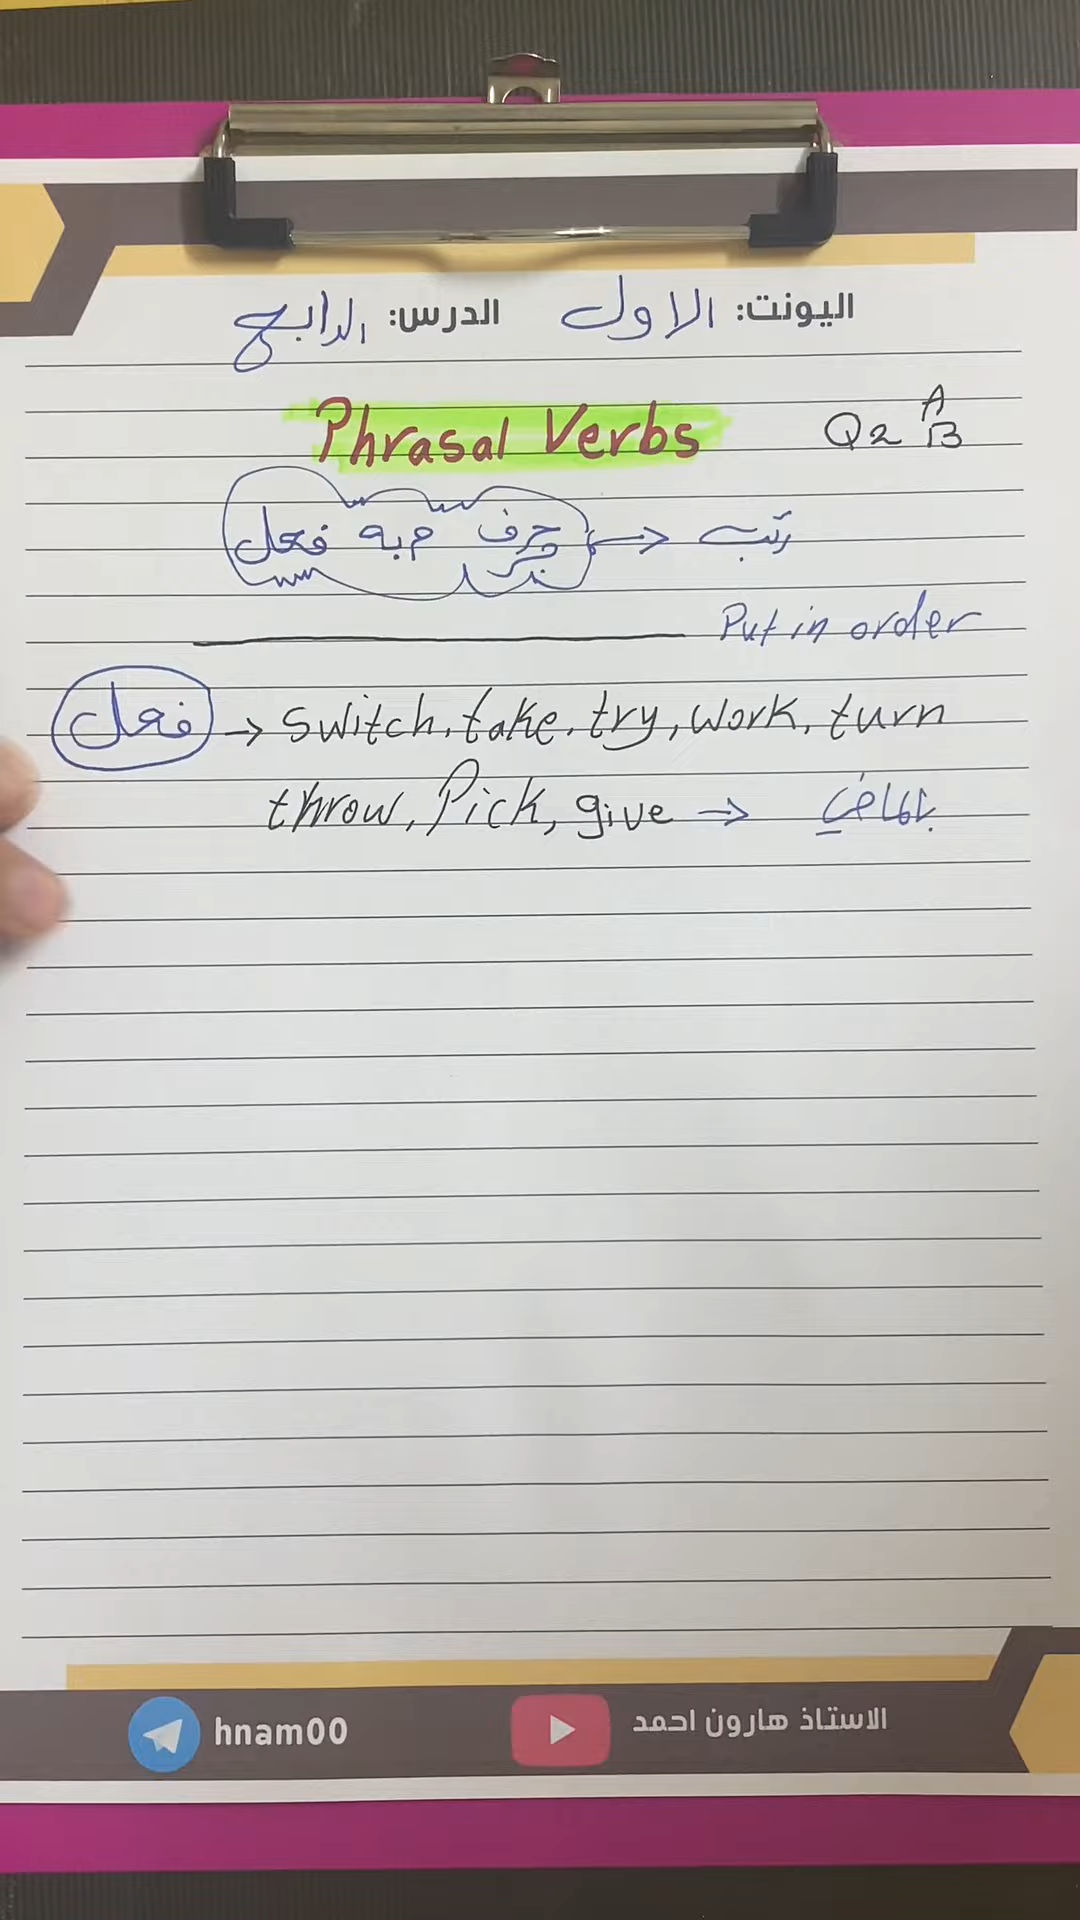 اليونت: الاول الدرس: الرابع
Phrasal Verbs Q2 A B
فعل م به حرف جر → رتب
Put in order
فعل → switch, take, try, work, turn
throw, Pick, give → بالماضي
hnam00 الاستاذ هارون احمد